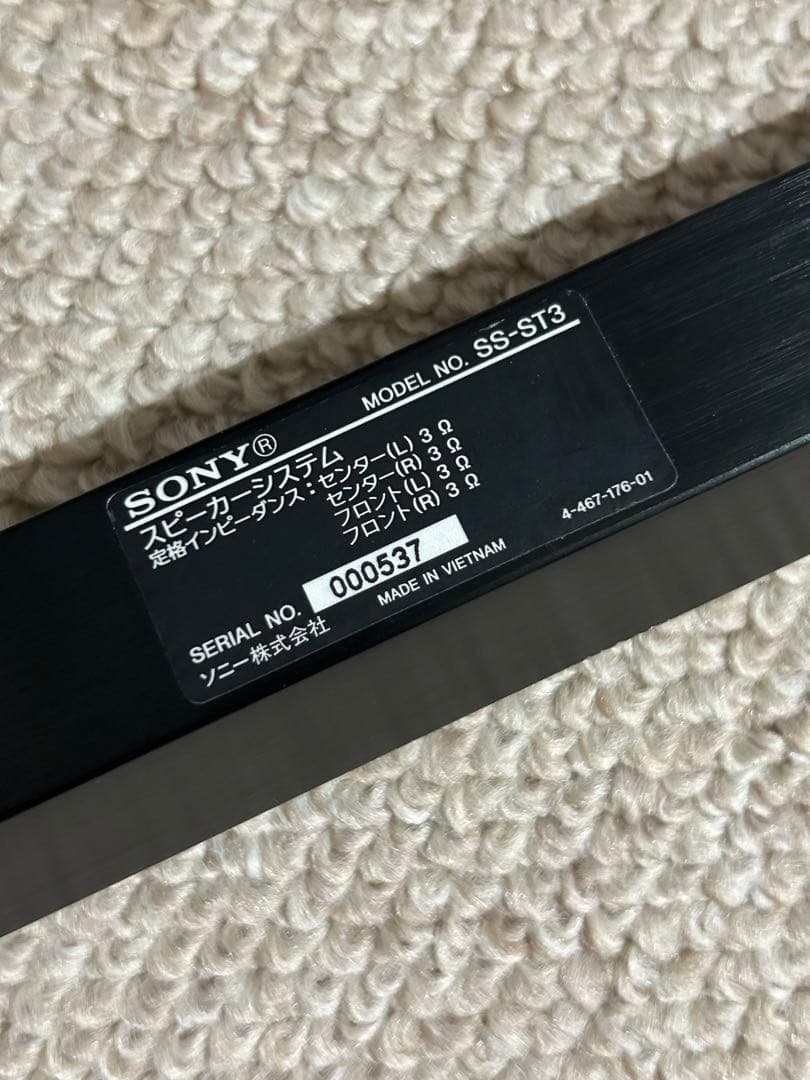 SONY® MODEL NO. SS-ST3
スピーカーシステム
定格インピーダンス：センター(L) 3 Ω
センター(R) 3 Ω
フロント(L) 3 Ω
フロント(R) 3 Ω
4-467-176-01
SERIAL NO. 000537
ソニー株式会社 MADE IN VIETNAM